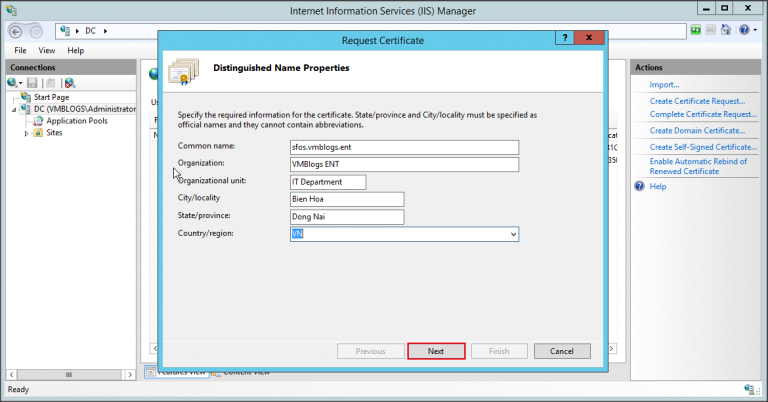 Internet Information Services (IIS) Manager
DC
File View Help
Connections
Start Page
DC (VMBLOGS\Administrator
Application Pools
Sites
Request Certificate
Distinguished Name Properties
Specify the required information for the certificate. State/province and City/locality must be specified as
official names and they cannot contain abbreviations.
Common name: sfos.vmblogs.ent
Organization: VMBlogs ENT
Organizational unit: IT Department
City/locality Bien Hoa
State/province: Dong Nai
Country/region: VN
Previous Next Finish Cancel
Actions
Import...
Create Certificate Request...
Complete Certificate Request...
Create Domain Certificate...
Create Self-Signed Certificate...
Enable Automatic Rebind of
Renewed Certificate
Help
Features View Content View
Ready